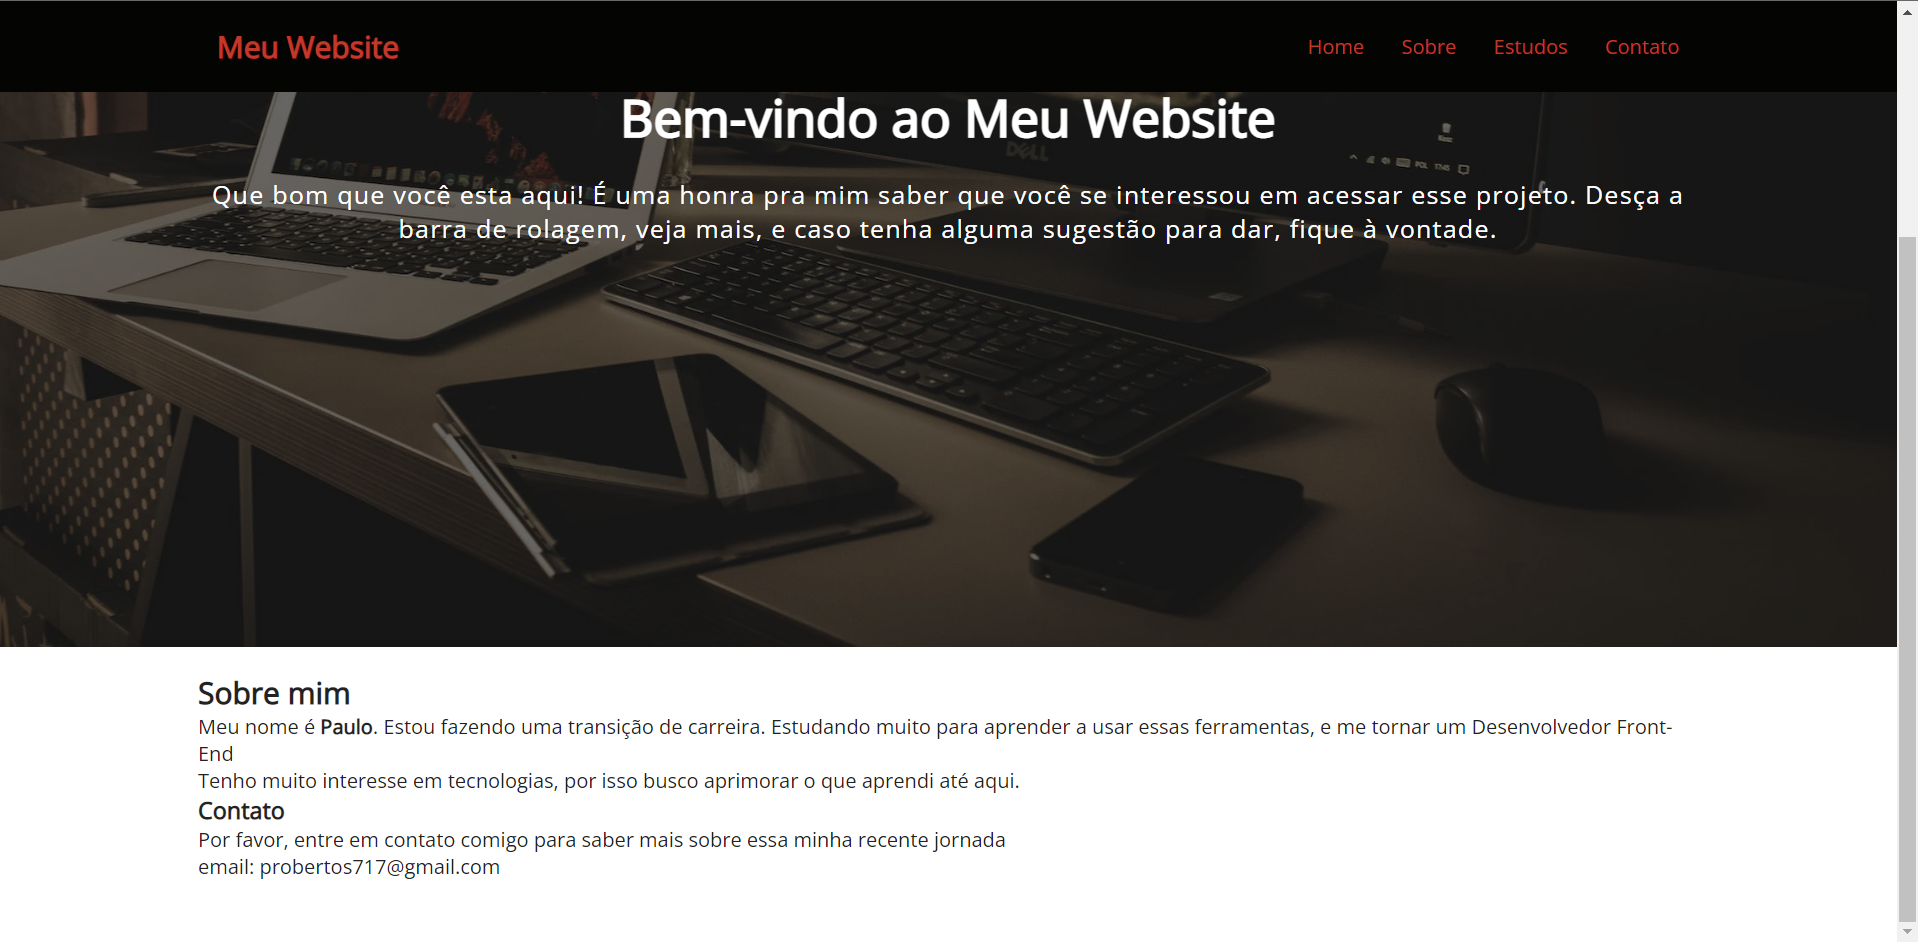 Meu Website
Home Sobre Estudos Contato
Bem-vindo ao Meu Website
DELL
POL 17:45
Que bom que você esta aqui! É uma honra pra mim saber que você se interessou em acessar esse projeto. Desça a
barra de rolagem, veja mais, e caso tenha alguma sugestão para dar, fique à vontade.
Sobre mim
Meu nome é Paulo. Estou fazendo uma transição de carreira. Estudando muito para aprender a usar essas ferramentas, e me tornar um Desenvolvedor Front-
End
Tenho muito interesse em tecnologias, por isso busco aprimorar o que aprendi até aqui.
Contato
Por favor, entre em contato comigo para saber mais sobre essa minha recente jornada
email: probertos717@gmail.com